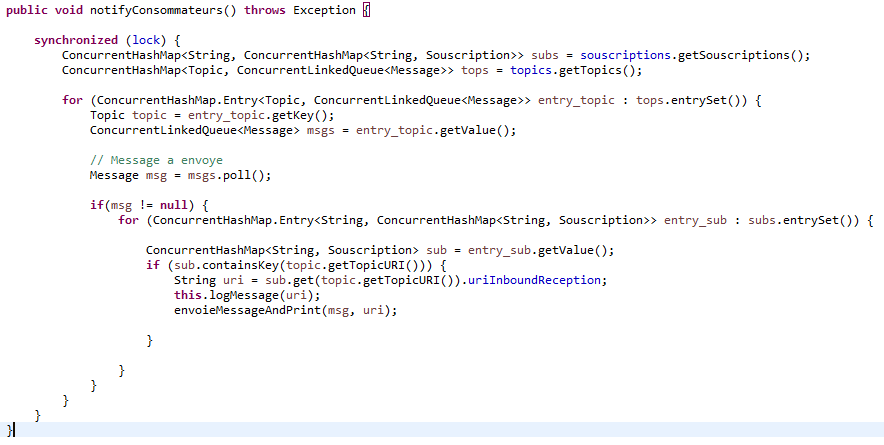 public void notifyConsommateurs() throws Exception {
synchronized (lock) {
ConcurrentHashMap<String, ConcurrentHashMap<String, Souscription>> subs = souscriptions.getSouscriptions();
ConcurrentHashMap<Topic, ConcurrentLinkedQueue<Message>> tops = topics.getTopics();
for (ConcurrentHashMap.Entry<Topic, ConcurrentLinkedQueue<Message>> entry_topic : tops.entrySet()) {
Topic topic = entry_topic.getKey();
ConcurrentLinkedQueue<Message> msgs = entry_topic.getValue();
// Message a envoye
Message msg = msgs.poll();
if(msg != null) {
for (ConcurrentHashMap.Entry<String, ConcurrentHashMap<String, Souscription>> entry_sub : subs.entrySet()) {
ConcurrentHashMap<String, Souscription> sub = entry_sub.getValue();
if (sub.containsKey(topic.getTopicURI())) {
String uri = sub.get(topic.getTopicURI()).uriInboundReception;
this.logMessage(uri);
envoieMessageAndPrint(msg, uri);
}
}
}
}
}
}